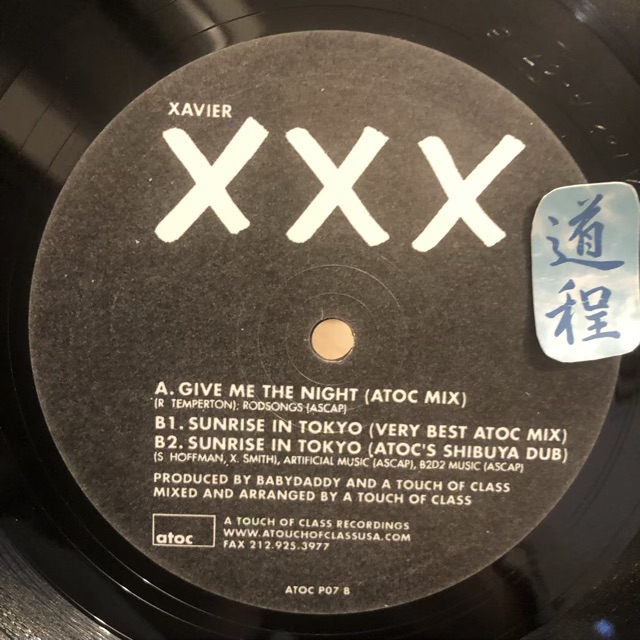 XAVIER
XXX
道
程
A. GIVE ME THE NIGHT (ATOC MIX)
(R TEMPERTON); RODSONGS (ASCAP)
B1. SUNRISE IN TOKYO (VERY BEST ATOC MIX)
B2. SUNRISE IN TOKYO (ATOC'S SHIBUYA DUB)
(S HOFFMAN, X. SMITH), ARTIFICIAL MUSIC (ASCAP), B2D2 MUSIC (ASCAP)
PRODUCED BY BABYDADDY AND A TOUCH OF CLASS
MIXED AND ARRANGED BY A TOUCH OF CLASS
atoc
A TOUCH OF CLASS RECORDINGS
WWW.ATOUCHOFCLASSUSA.COM
FAX 212.925.3977
ATOC P07 B